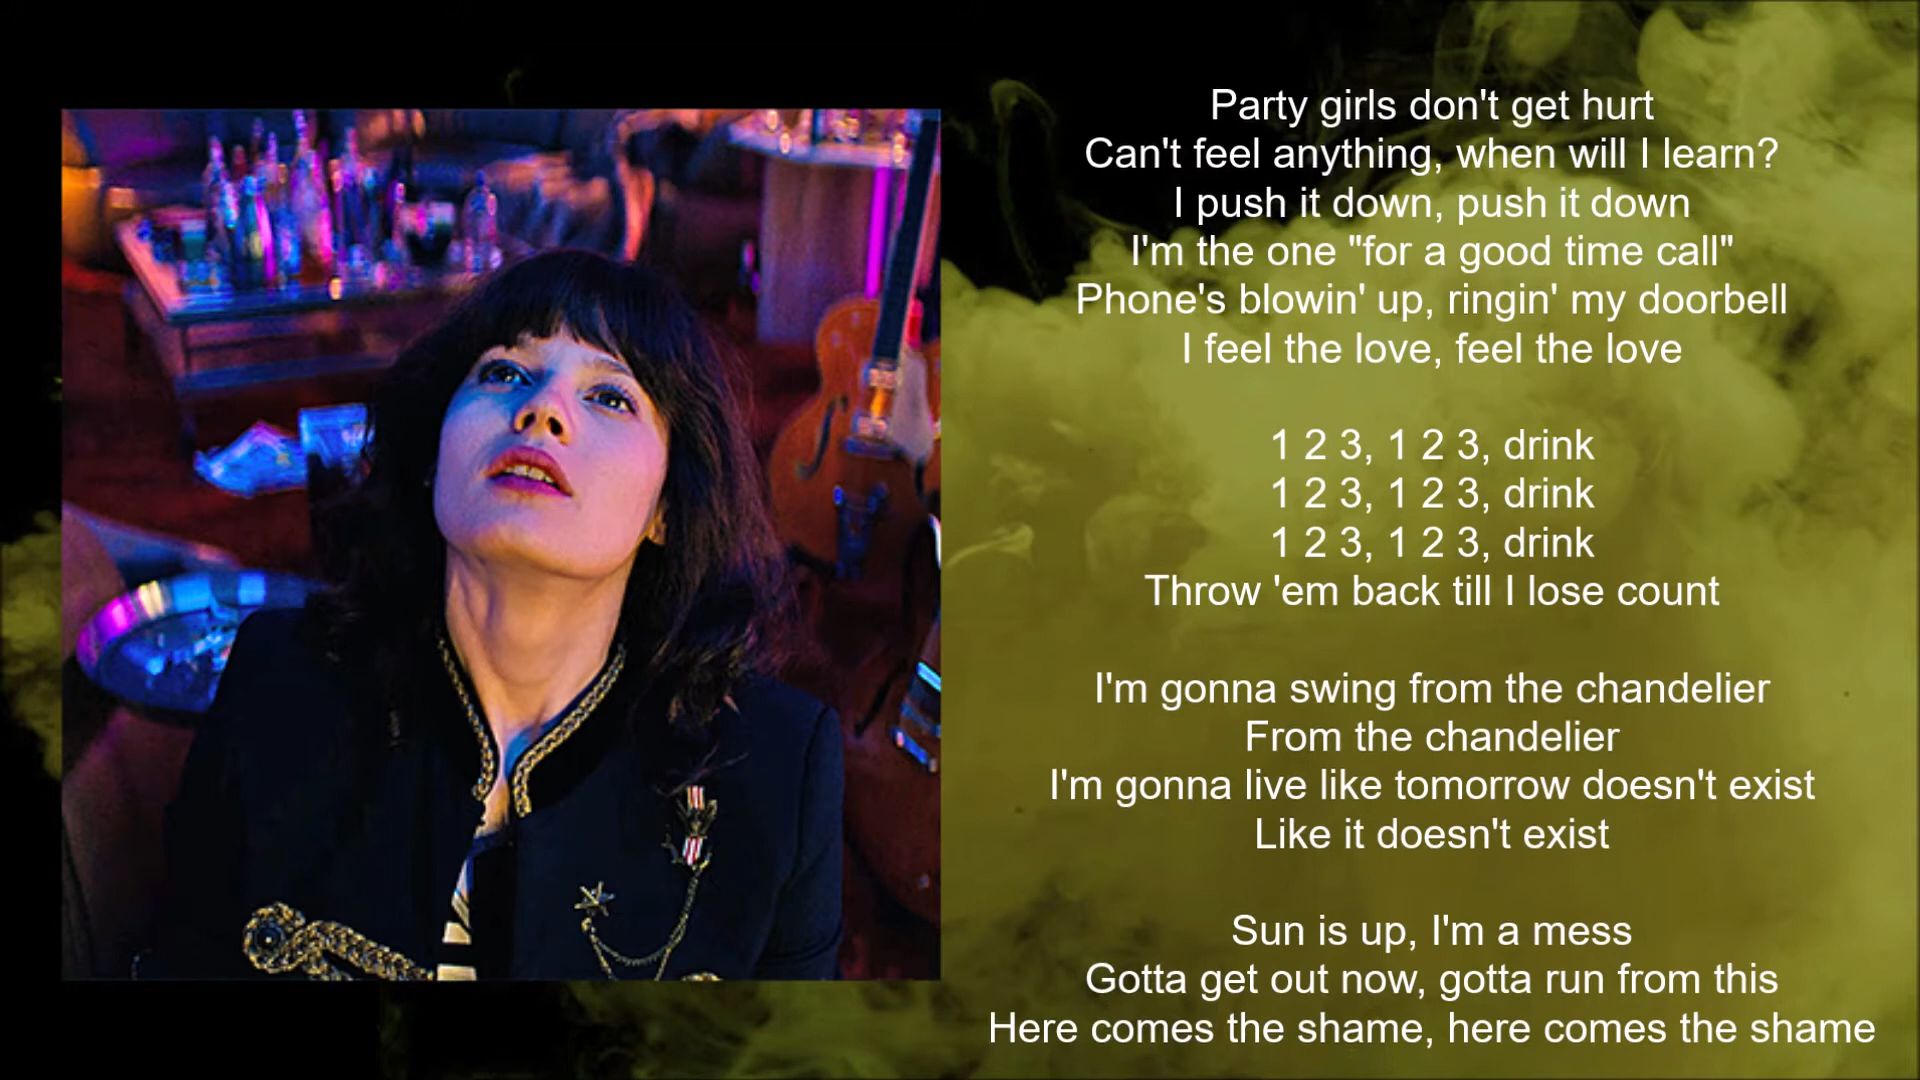 Party girls don't get hurt
Can't feel anything, when will I learn?
I push it down, push it down
I'm the one "for a good time call"
Phone's blowin' up, ringin' my doorbell
I feel the love, feel the love
1 2 3, 1 2 3, drink
1 2 3, 1 2 3, drink
1 2 3, 1 2 3, drink
Throw 'em back till I lose count
I'm gonna swing from the chandelier
From the chandelier
I'm gonna live like tomorrow doesn't exist
Like it doesn't exist
Sun is up, I'm a mess
Gotta get out now, gotta run from this
Here comes the shame, here comes the shame